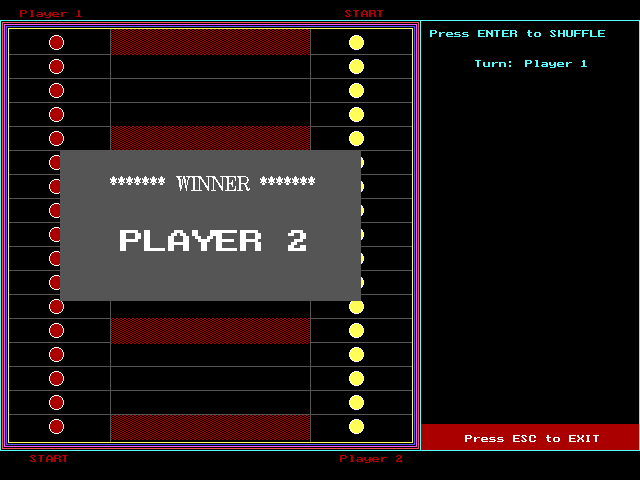 Player 1
START
Press ENTER to SHUFFLE
Turn: Player 1
******* WINNER *******
PLAYER 2
Press ESC to EXIT
START
Player 2